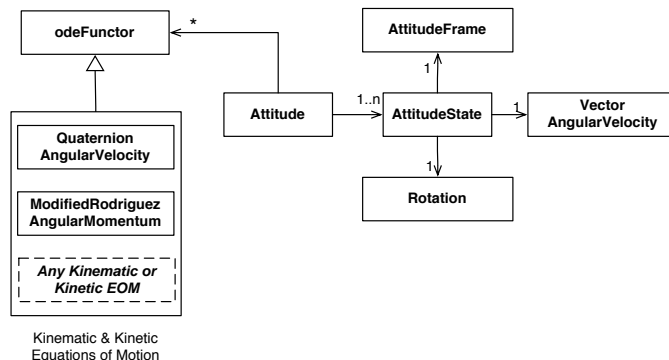 odeFunctor
*
AttitudeFrame
1
Attitude
1..n
AttitudeState
1
Vector
AngularVelocity
1
Rotation
Quaternion
AngularVelocity
ModifiedRodriguez
AngularMomentum
Any Kinematic or
Kinetic EOM
Kinematic & Kinetic
Equations of Motion